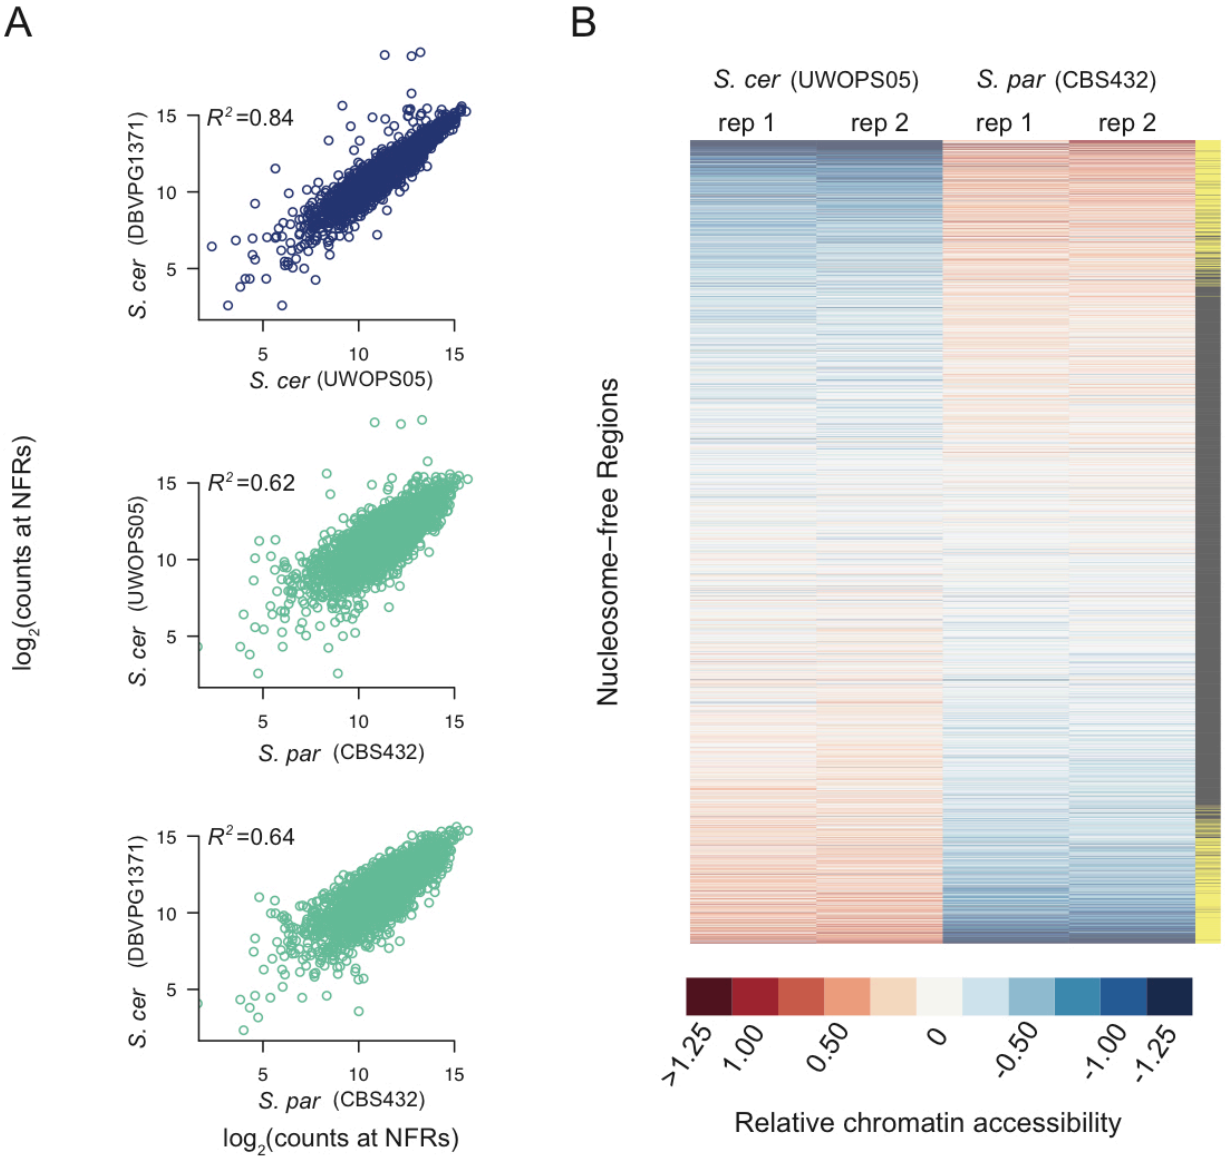 A
R²=0.84
15
10
5
S. cer (DBVPG1371)
5 10 15
S. cer (UWOPS05)
R²=0.62
15
10
5
S. cer (UWOPS05)
5 10 15
S. par (CBS432)
R²=0.64
15
10
5
S. cer (DBVPG1371)
5 10 15
S. par (CBS432)
log₂(counts at NFRs)
log₂(counts at NFRs)
B
S. cer (UWOPS05) S. par (CBS432)
rep 1 rep 2 rep 1 rep 2
Nucleosome–free Regions
>1.25 1.00 0.50 0 -0.50 -1.00 -1.25
Relative chromatin accessibility